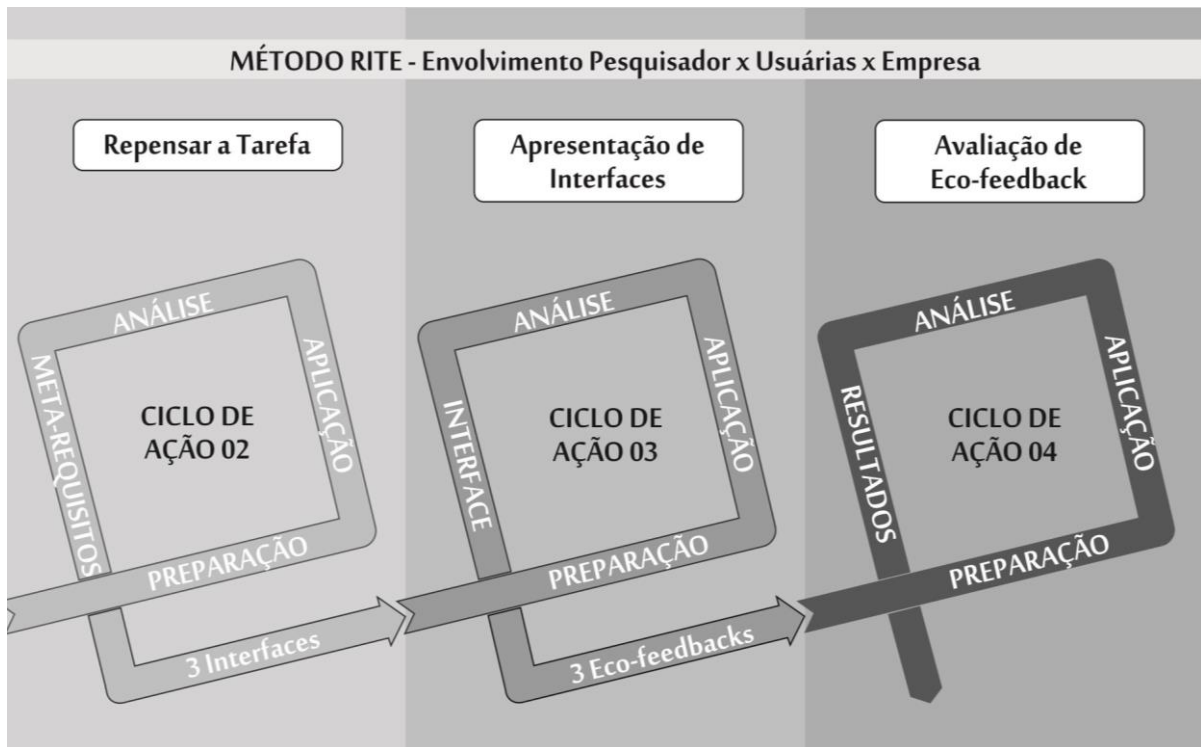 MÉTODO RITE - Envolvimento Pesquisador x Usuárias x Empresa
Repensar a Tarefa
ANÁLISE
APLICAÇÃO
META-REQUISITOS
CICLO DE
AÇÃO 02
PREPARAÇÃO
3 Interfaces
Apresentação de
Interfaces
ANÁLISE
APLICAÇÃO
INTERFACE
CICLO DE
AÇÃO 03
PREPARAÇÃO
3 Eco-feedbacks
Avaliação de
Eco-feedback
ANÁLISE
APLICAÇÃO
RESULTADOS
CICLO DE
AÇÃO 04
PREPARAÇÃO